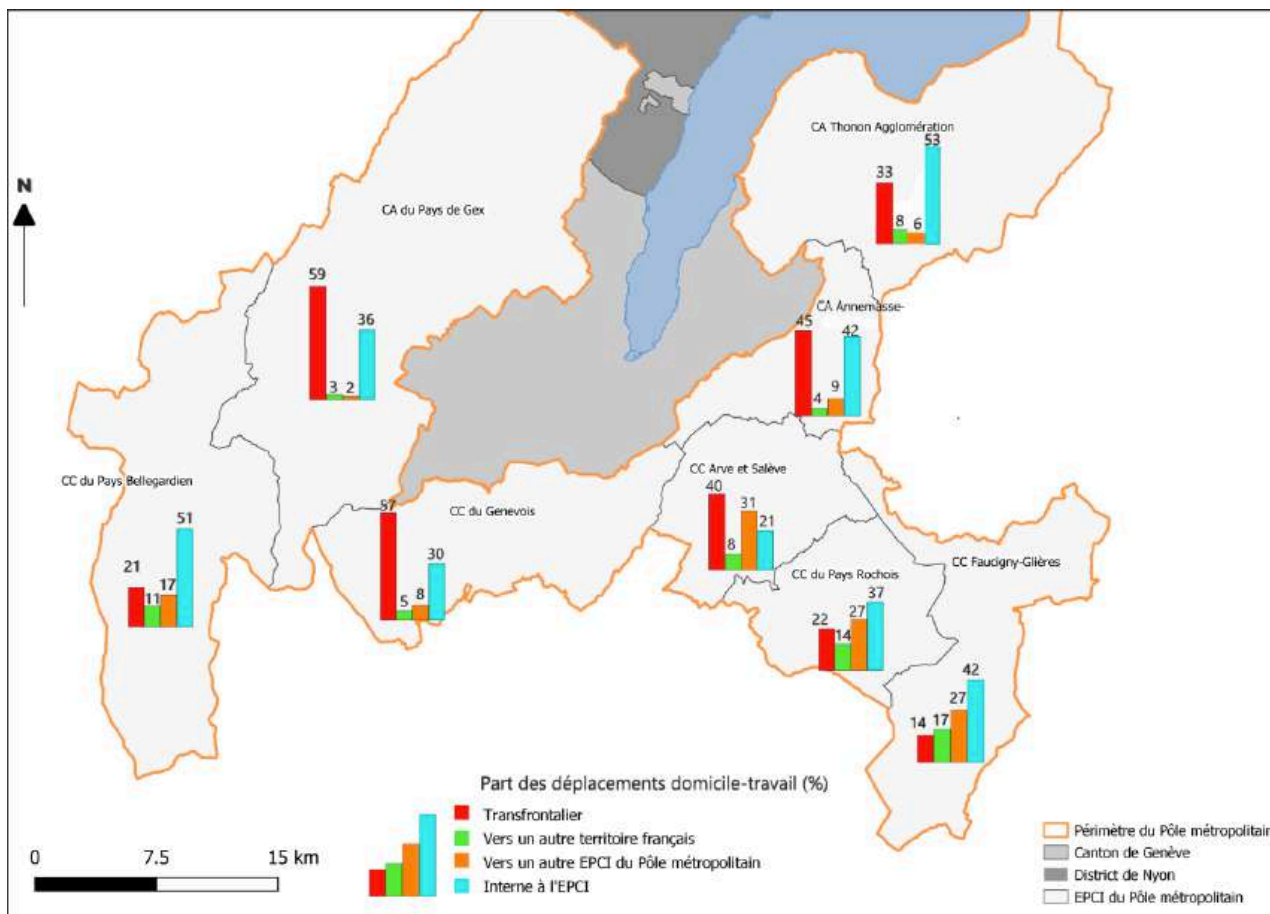 CA Thonon Agglomération
53
33
8
6
N
CA du Pays de Gex
59
3
2
36
CA Annemasse-
45
4
9
42
CC du Pays Bellegardien
21
11
17
51
CC du Genevois
57
5
8
30
CC Arve et Salève
40
8
31
21
CC du Pays Rochois
22
14
27
37
CC Faucigny-Glières
14
17
27
42
Part des déplacements domicile-travail (%)
Transfrontalier
Vers un autre territoire français
Vers un autre EPCI du Pôle métropolitain
Interne à l'EPCI
0 7.5 15 km
Périmètre du Pôle métropolitain
Canton de Genève
District de Nyon
EPCI du Pôle métropolitain